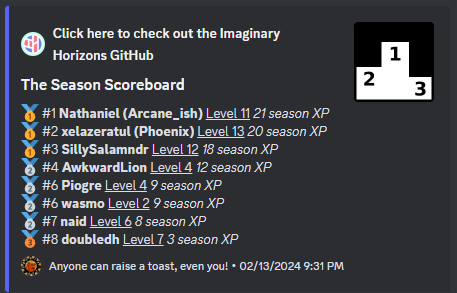 Click here to check out the Imaginary
Horizons GitHub
1
2
3
The Season Scoreboard
#1 Nathaniel (Arcane_ish) Level 11 21 season XP
#2 xelazeratul (Phoenix) Level 13 20 season XP
#3 SillySalamndr Level 12 18 season XP
#4 AwkwardLion Level 4 12 season XP
#6 Piogre Level 4 9 season XP
#6 wasmo Level 2 9 season XP
#7 naid Level 6 8 season XP
#8 doubledh Level 7 3 season XP
Anyone can raise a toast, even you! • 02/13/2024 9:31 PM